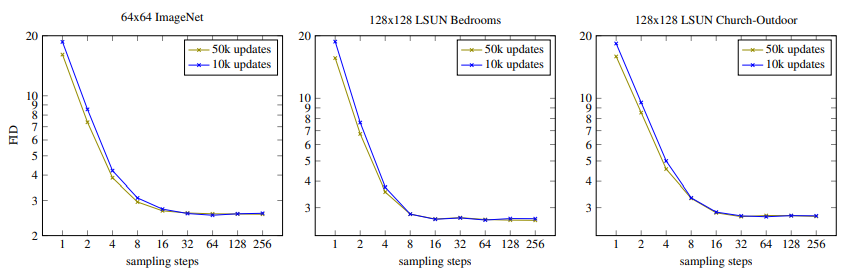 64x64 ImageNet
20
10
9
8
7
6
5
4
3
2
FID
50k updates
10k updates
1 2 4 8 16 32 64 128 256
sampling steps
128x128 LSUN Bedrooms
20
10
9
8
7
6
5
4
3
50k updates
10k updates
1 2 4 8 16 32 64 128 256
sampling steps
128x128 LSUN Church-Outdoor
20
10
9
8
7
6
5
4
3
50k updates
10k updates
1 2 4 8 16 32 64 128 256
sampling steps